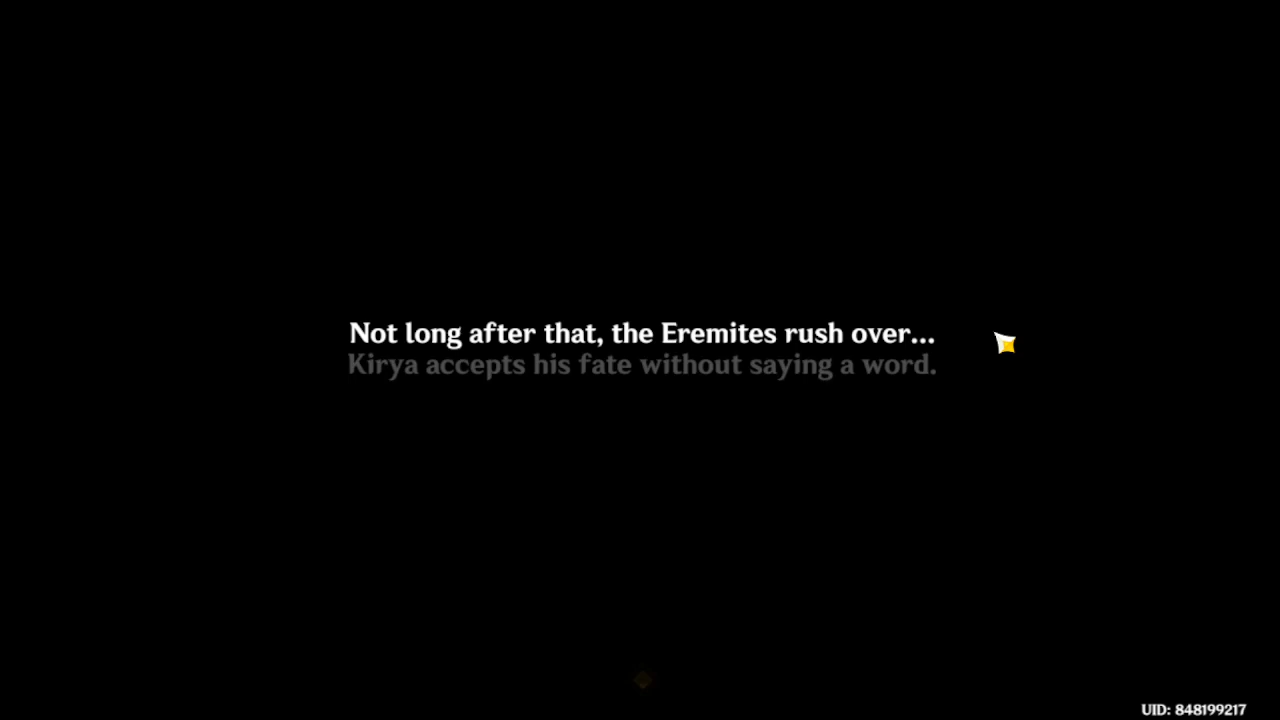 Not long after that, the Eremites rush over...
Kirya accepts his fate without saying a word.
UID: 848199217